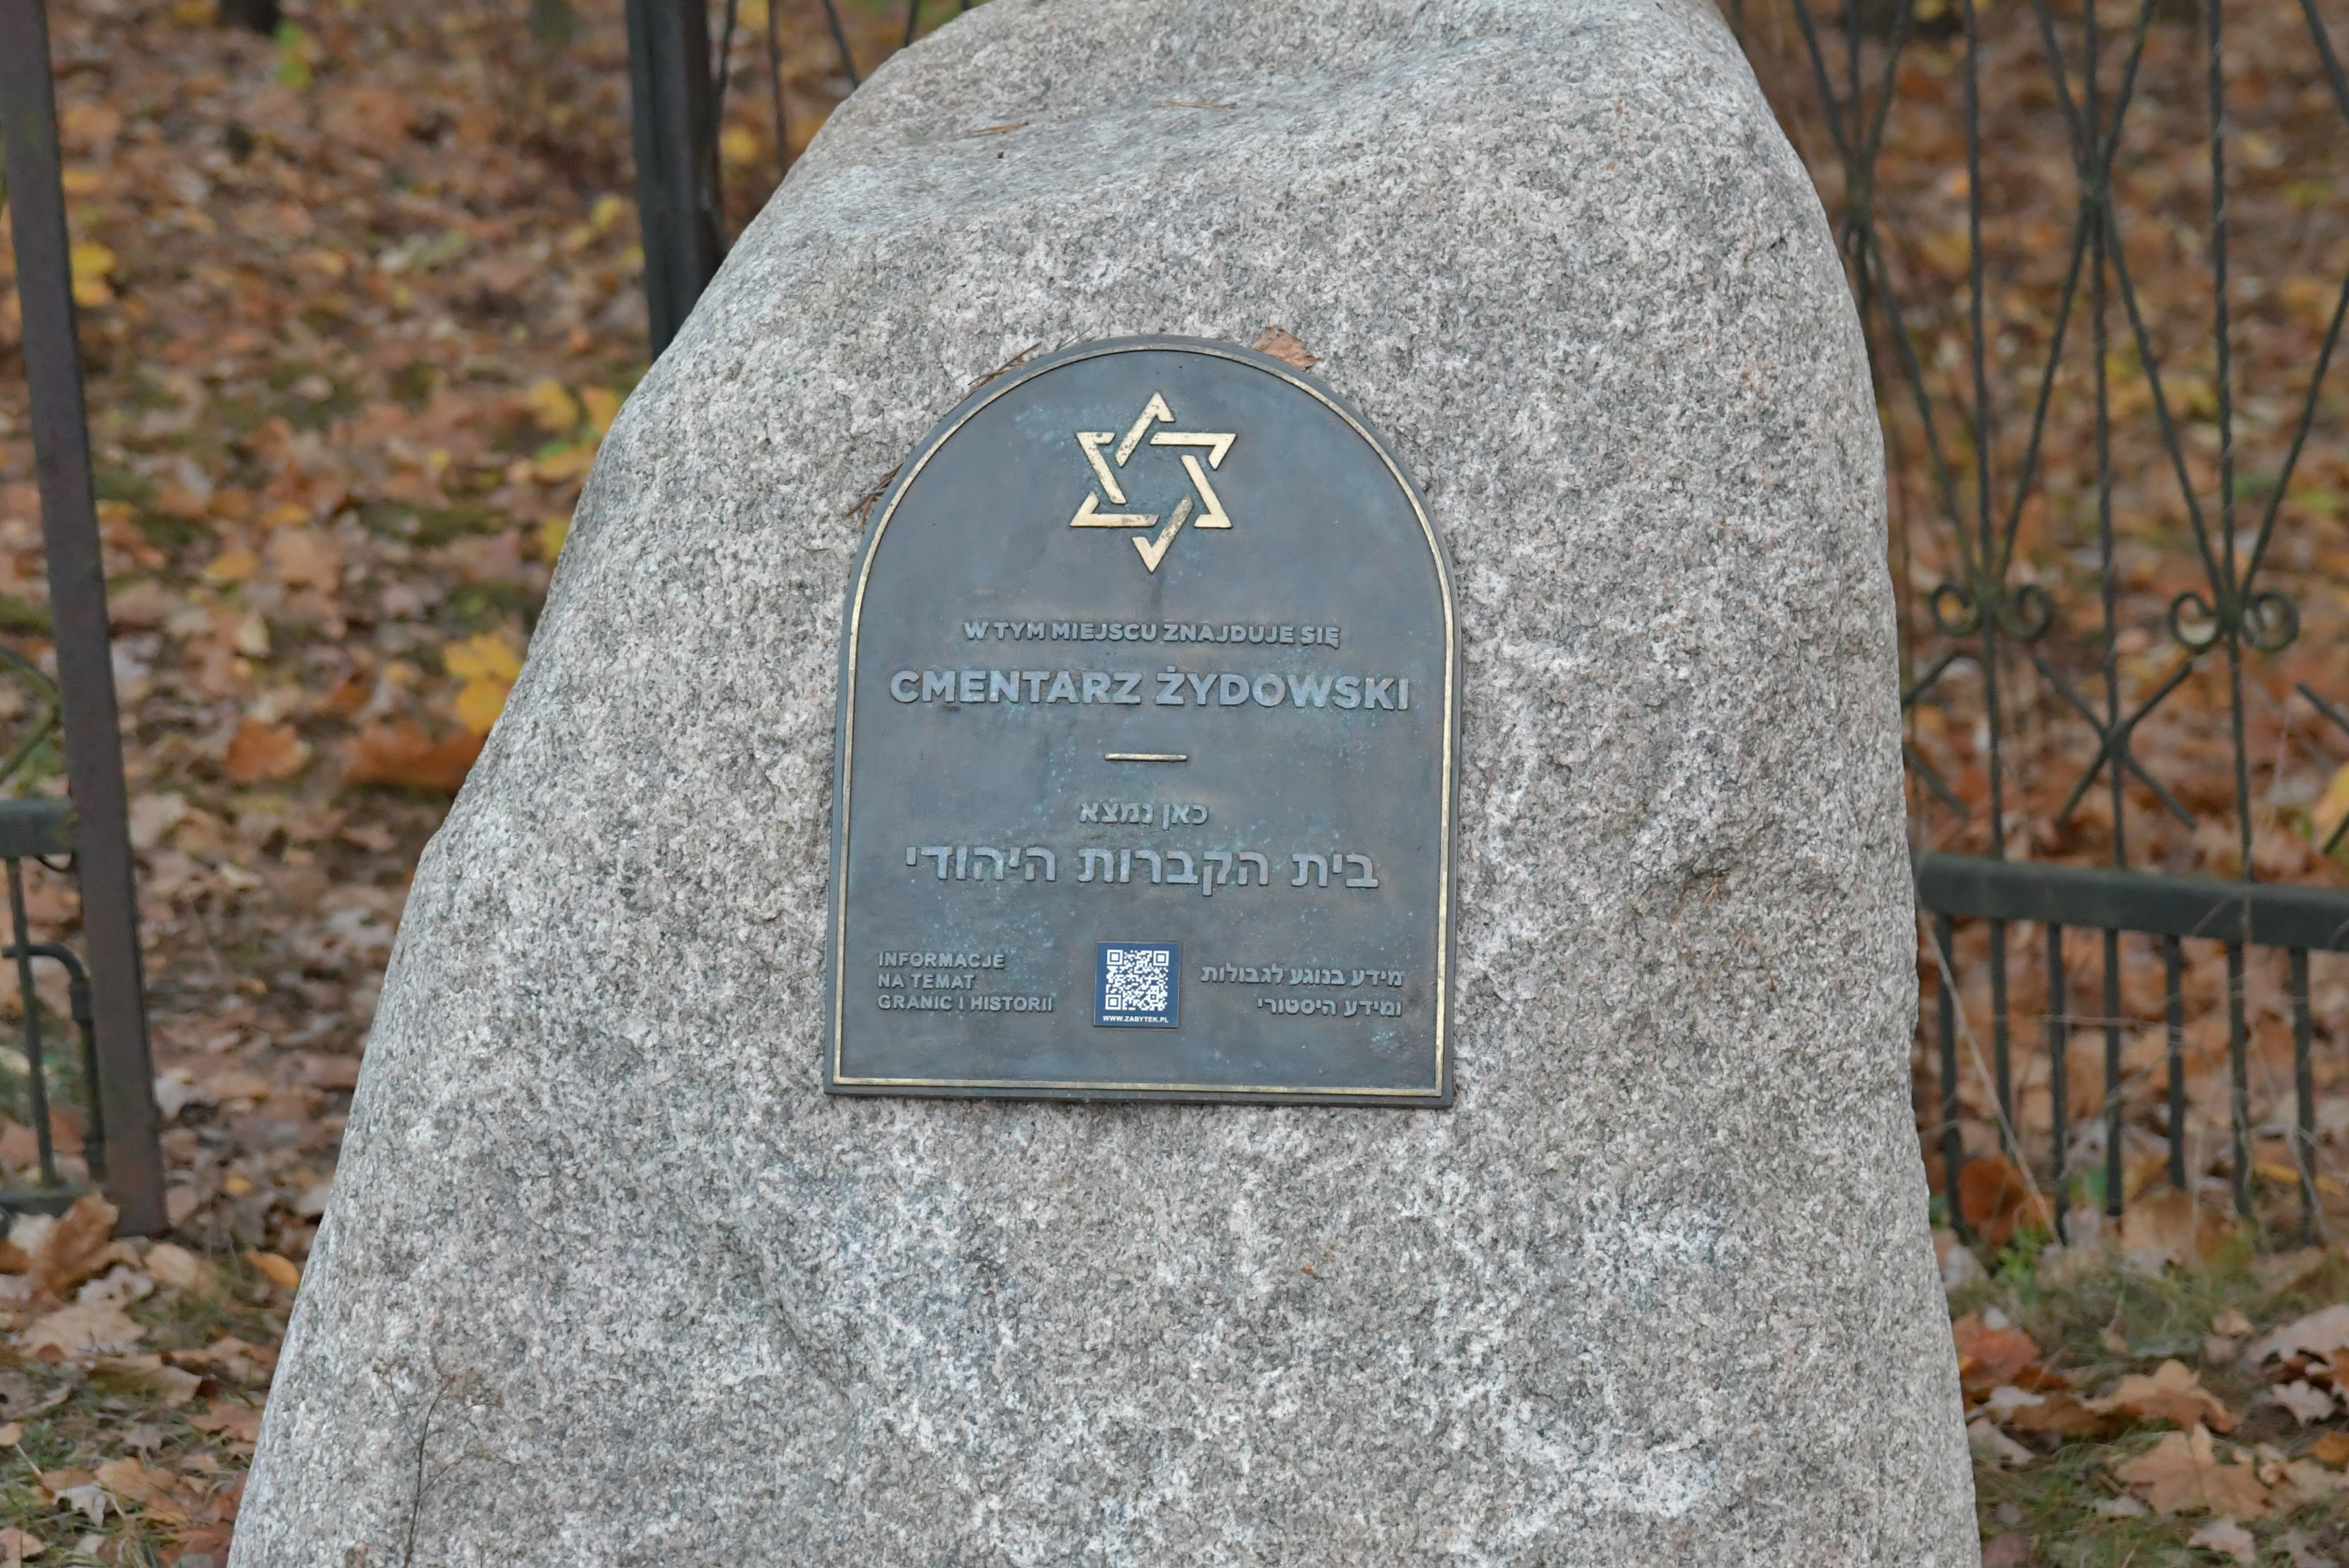 W TYM MIEJSCU ZNAJDUJE SIĘ
CMENTARZ ŻYDOWSKI
כאן נמצא
בית הקברות היהודי
INFORMACJE
NA TEMAT
GRANIC I HISTORII
WWW.ZABYTEK.PL
מידע בנוגע לגבולות
ומידע היסטורי